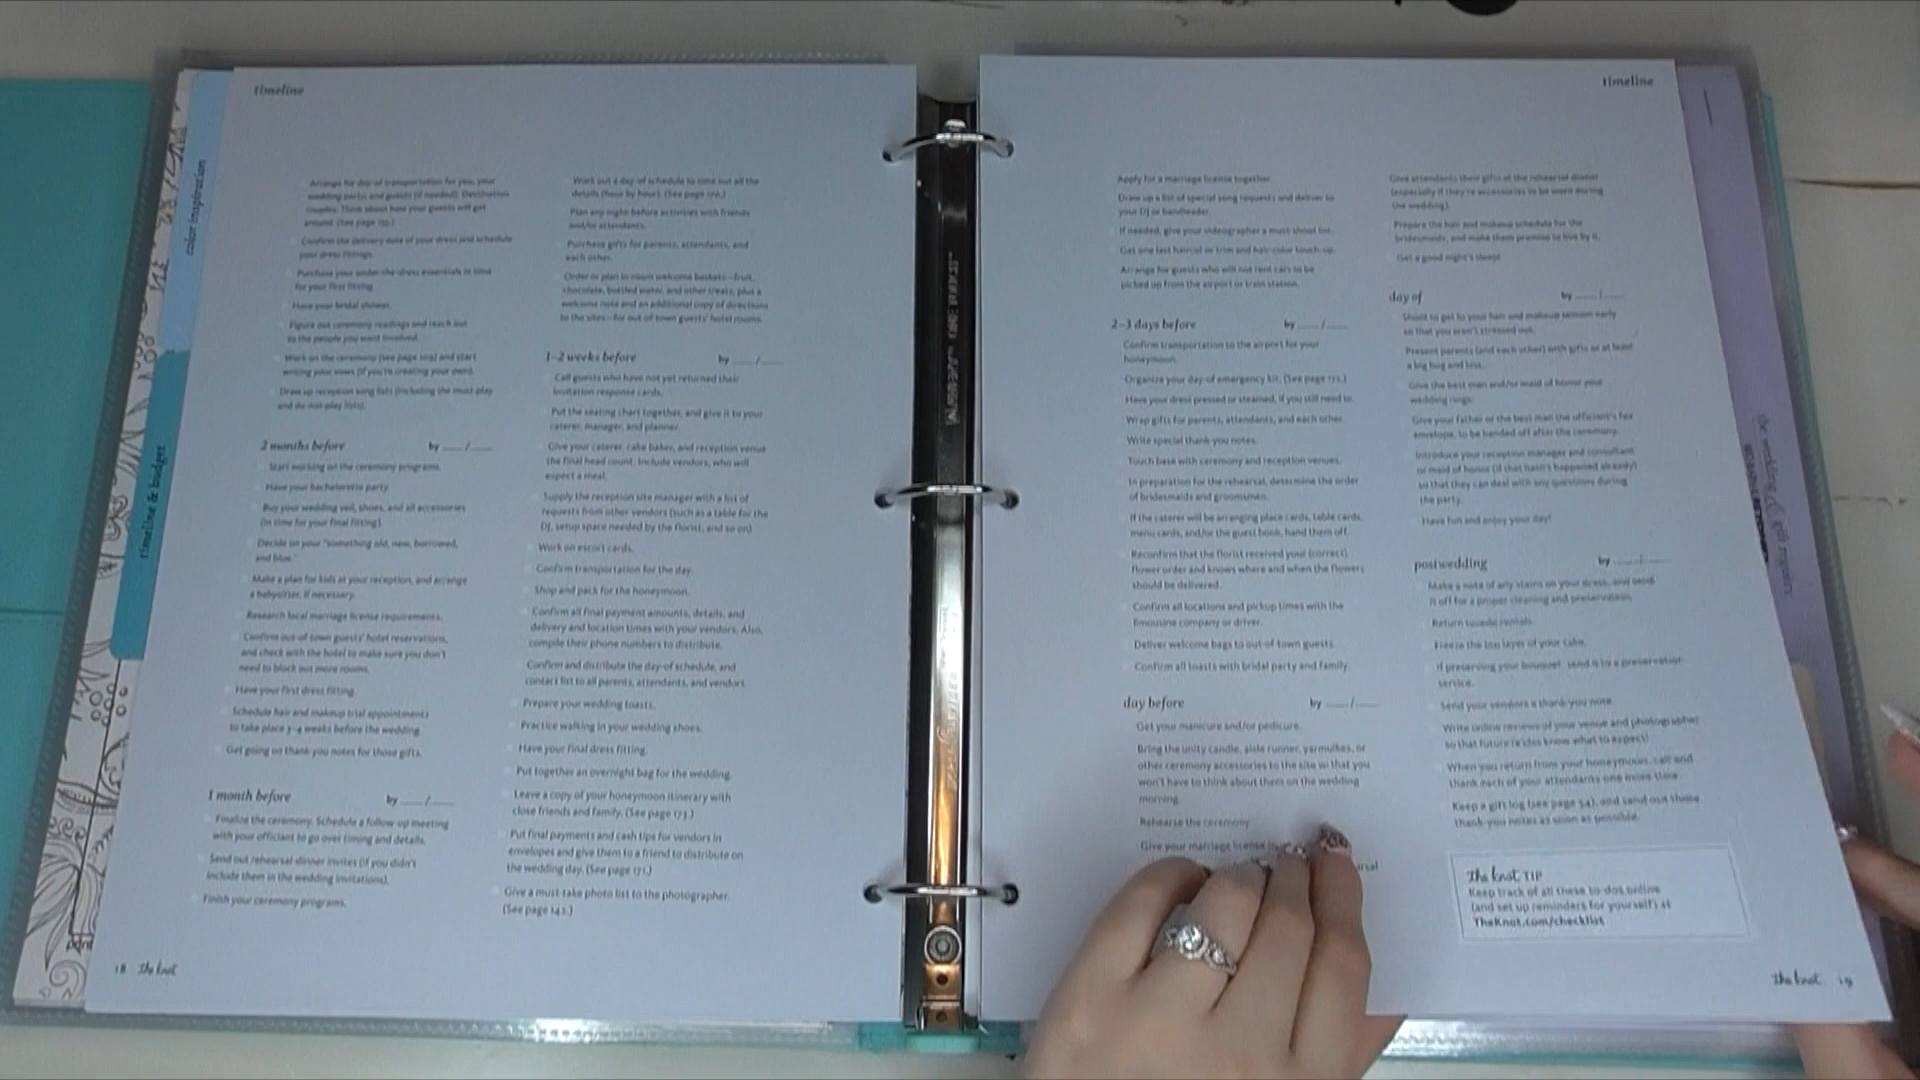 timeline
color inspiration
timeline & budget
Arrange for day-of transportation for you, your
wedding party, and guests (if needed). Destination
couples: Think about how your guests will get
around. (See page
Confirm the delivery date of your dress and schedule
your dress fittings.
Purchase your under-the-dress essentials in time
for your first fitting.
Have your bridal shower.
Figure out ceremony readings and reach out
to the people you want involved.
Work on the ceremony (see page 109) and start
writing your vows (if you're creating your own).
Draw up reception song lists (including the must-play
and do-not-play lists).
2 months before by ___/___
Start working on the ceremony programs.
Have your bachelorette party.
Buy your wedding veil, shoes, and all accessories
(in time for your final fitting).
Decide on your "something old, new, borrowed,
and blue."
Make a plan for kids at your reception, and arrange
a babysitter, if necessary.
Research local marriage license requirements.
Confirm out-of-town guests' hotel reservations,
and check with the hotel to make sure you don't
need to block out more rooms.
Have your first dress fitting.
Schedule hair and makeup trial appointments
to take place 3–4 weeks before the wedding.
Get going on thank-you notes for those gifts.
1 month before by ___/___
Finalize the ceremony. Schedule a follow-up meeting
with your officiant to go over timing and details.
Send out rehearsal dinner invites (if you didn't
include them in the wedding invitations).
Finish your ceremony programs.
Work out a day-of schedule to time out all the
details (hour by hour). (See page 170.)
Plan any night-before activities with friends
and/or attendants.
Purchase gifts for parents, attendants, and
each other.
Order or plan in-room welcome baskets—fruit,
chocolate, bottled water, and other treats, plus a
welcome note and an additional copy of directions
to the sites—for out-of-town guests' hotel rooms.
1–2 weeks before by ___/___
Call guests who have not yet returned their
invitation response cards.
Put the seating chart together, and give it to your
caterer, manager, and planner.
Give your caterer, cake baker, and reception venue
the final head count. Include vendors, who will
expect a meal.
Supply the reception site manager with a list of
requests from other vendors (such as a table for the
DJ, setup space needed by the florist, and so on).
Work on escort cards.
Confirm transportation for the day.
Shop and pack for the honeymoon.
Confirm all final payment amounts, details, and
delivery and location times with your vendors. Also,
compile their phone numbers to distribute.
Confirm and distribute the day-of schedule, and
contact list to all parents, attendants, and vendors.
Prepare your wedding toasts.
Practice walking in your wedding shoes.
Have your final dress fitting.
Put together an overnight bag for the wedding.
Leave a copy of your honeymoon itinerary with
close friends and family. (See page 173.)
Put final payments and cash tips for vendors in
envelopes and give them to a friend to distribute on
the wedding day. (See page 171.)
Give a must-take photo list to the photographer.
(See page 142.)
18 the knot
timeline
Apply for a marriage license together.
Draw up a list of special song requests and deliver to
your DJ or bandleader.
If needed, give your videographer a must-shoot list.
Get one last haircut or trim and hair-color touch-up.
Arrange for guests who will not rent cars to be
picked up from the airport or train station.
2–3 days before by ___/___
Confirm transportation to the airport for your
honeymoon.
Organize your day-of emergency kit. (See page 172.)
Have your dress pressed or steamed, if you still need to.
Wrap gifts for parents, attendants, and each other.
Write special thank-you notes.
Touch base with ceremony and reception venues.
In preparation for the rehearsal, determine the order
of bridesmaids and groomsmen.
If the caterer will be arranging place cards, table cards,
menu cards, and/or the guest book, hand them off.
Reconfirm that the florist received your (correct)
flower order and knows where and when the flowers
should be delivered.
Confirm all locations and pickup times with the
limousine company or driver.
Deliver welcome bags to out-of-town guests.
Confirm all toasts with bridal party and family.
day before by ___/___
Get your manicure and/or pedicure.
Bring the unity candle, aisle runner, yarmulkes, or
other ceremony accessories to the site so that you
won't have to think about them on the wedding
morning.
Rehearse the ceremony.
Give your marriage license
Give attendants their gifts at the rehearsal dinner
(especially if they're accessories to be worn during
the wedding).
Prepare the hair and makeup schedule for the
bridesmaids, and make them promise to live by it.
Get a good night's sleep!
day of by ___/___
Shoot to get to your hair and makeup session early
so that you aren't stressed out.
Present parents (and each other) with gifts or at least
a big hug and kiss.
Give the best man and/or maid of honor your
wedding rings.
Give your father or the best man the officiant's fee
envelope, to be handed off after the ceremony.
Introduce your reception manager and consultant
or maid of honor (if that hasn't happened already)
so that they can deal with any questions during
the party.
Have fun and enjoy your day!
postwedding by ___/___
Make a note of any stains on your dress, and send
it off for a proper cleaning and preservation.
Return tuxedo rentals.
Freeze the top layer of your cake.
If preserving your bouquet, send it to a preservation
service.
Send your vendors a thank-you note.
Write online reviews of your venue and photographer
so that future brides know what to expect!
When you return from your honeymoon, call and
thank each of your attendants one more time.
Keep a gift log (see page 54), and send out those
thank-you notes as soon as possible.
the knot TIP
Keep track of all these to-dos online
(and set up reminders for yourself) at
TheKnot.com/checklist
the knot 19